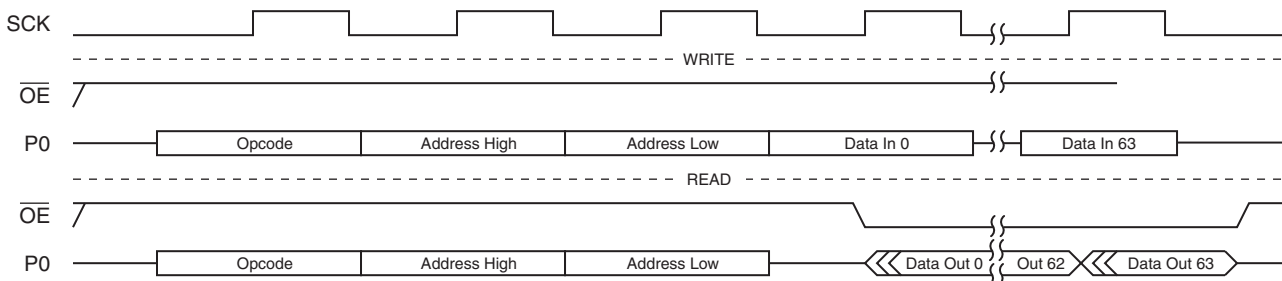 SCK
WRITE
OE
P0 Opcode Address High Address Low Data In 0 Data In 63
READ
OE
P0 Opcode Address High Address Low Data Out 0 Out 62 Data Out 63